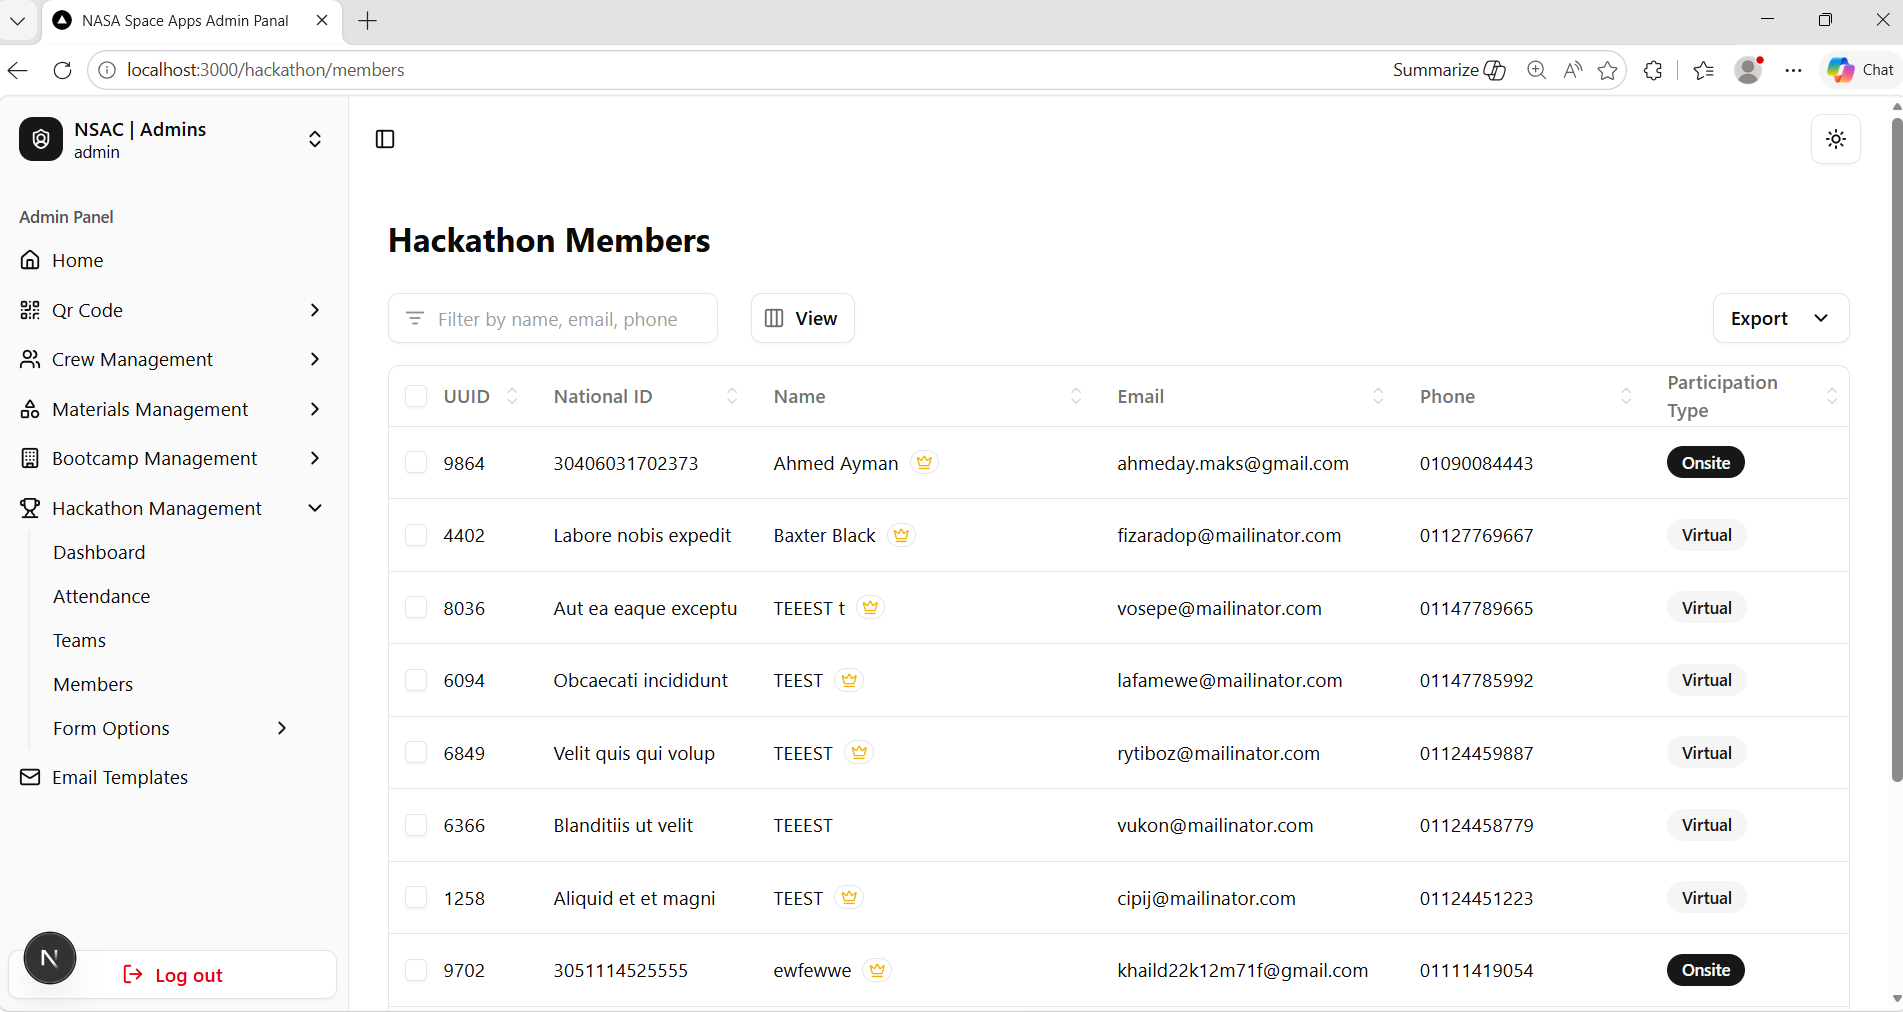 NASA Space Apps Admin Panal
localhost:3000/hackathon/members
Summarize
Chat
NSAC | Admins
admin
Admin Panel
Home
Qr Code
Crew Management
Materials Management
Bootcamp Management
Hackathon Management
Dashboard
Attendance
Teams
Members
Form Options
Email Templates
N
Log out
Hackathon Members
Filter by name, email, phone
View
Export
UUID National ID Name Email Phone Participation Type
9864 30406031702373 Ahmed Ayman ahmeday.maks@gmail.com 01090084443 Onsite
4402 Labore nobis expedit Baxter Black fizaradop@mailinator.com 01127769667 Virtual
8036 Aut ea eaque exceptu TEEEST t vosepe@mailinator.com 01147789665 Virtual
6094 Obcaecati incididunt TEEST lafamewe@mailinator.com 01147785992 Virtual
6849 Velit quis qui volup TEEEST rytiboz@mailinator.com 01124459887 Virtual
6366 Blanditiis ut velit TEEEST vukon@mailinator.com 01124458779 Virtual
1258 Aliquid et et magni TEEST cipij@mailinator.com 01124451223 Virtual
9702 3051114525555 ewfewwe khaild22k12m71f@gmail.com 01111419054 Onsite